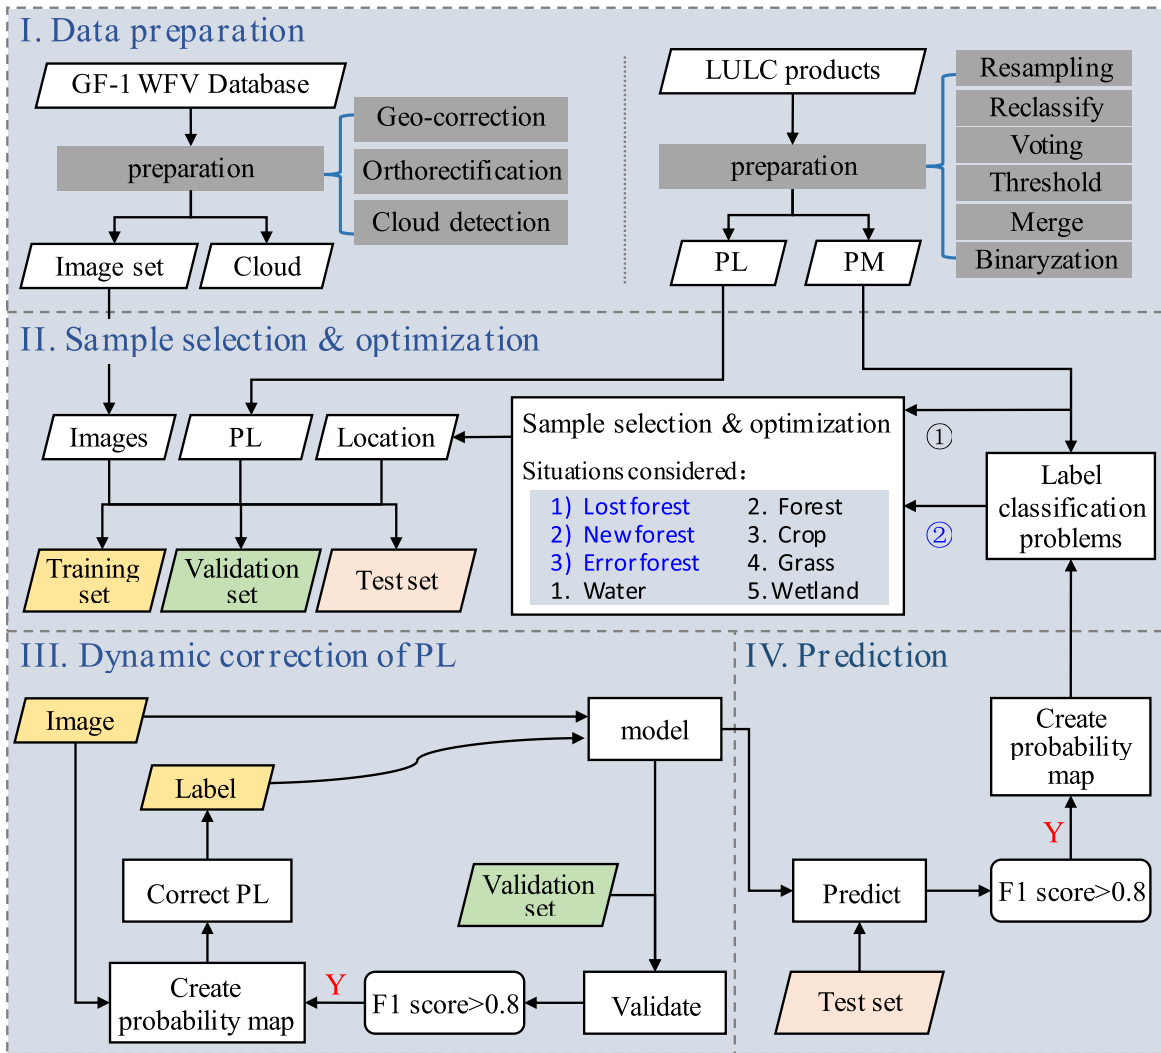 I. Data preparation
GF-1 WFV Database
preparation
Geo-correction
Orthorectification
Cloud detection
Image set
Cloud
LULC products
preparation
Resampling
Reclassify
Voting
Threshold
Merge
Binaryzation
PL
PM
II. Sample selection & optimization
Images
PL
Location
Training
set
Validation
set
Test set
Sample selection & optimization
Situations considered：
1) Lost forest
2) New forest
3) Error forest
1. Water
2. Forest
3. Crop
4. Grass
5. Wetland
①
②
Label
classification
problems
III. Dynamic correction of PL
Image
Label
Correct PL
Create
probability map
Y
F1 score>0.8
Validate
Validation
set
model
IV. Prediction
Create
probability
map
Y
F1 score>0.8
Predict
Test set